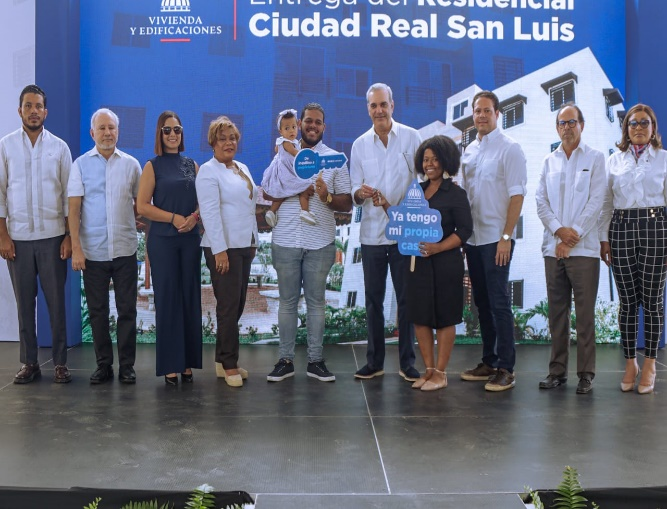 VIVIENDA
Y EDIFICACIONES
Entrega del Residencial
Ciudad Real San Luis
Ya tengo
mi propia
casa